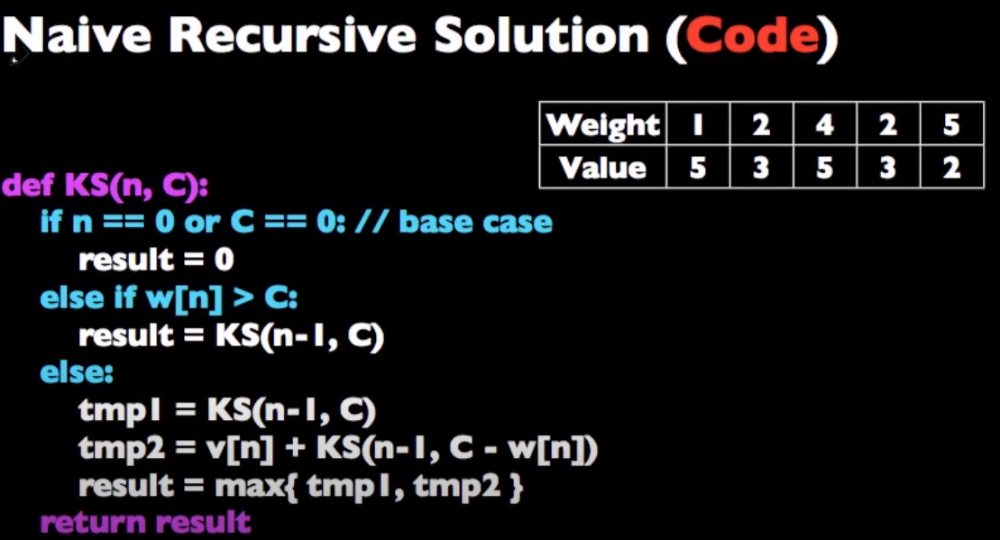 Naive Recursive Solution (Code)
Weight 1 2 4 2 5
Value 5 3 5 3 2
def KS(n, C):
if n == 0 or C == 0: // base case
result = 0
else if w[n] > C:
result = KS(n-1, C)
else:
tmp1 = KS(n-1, C)
tmp2 = v[n] + KS(n-1, C - w[n])
result = max{ tmp1, tmp2 }
return result